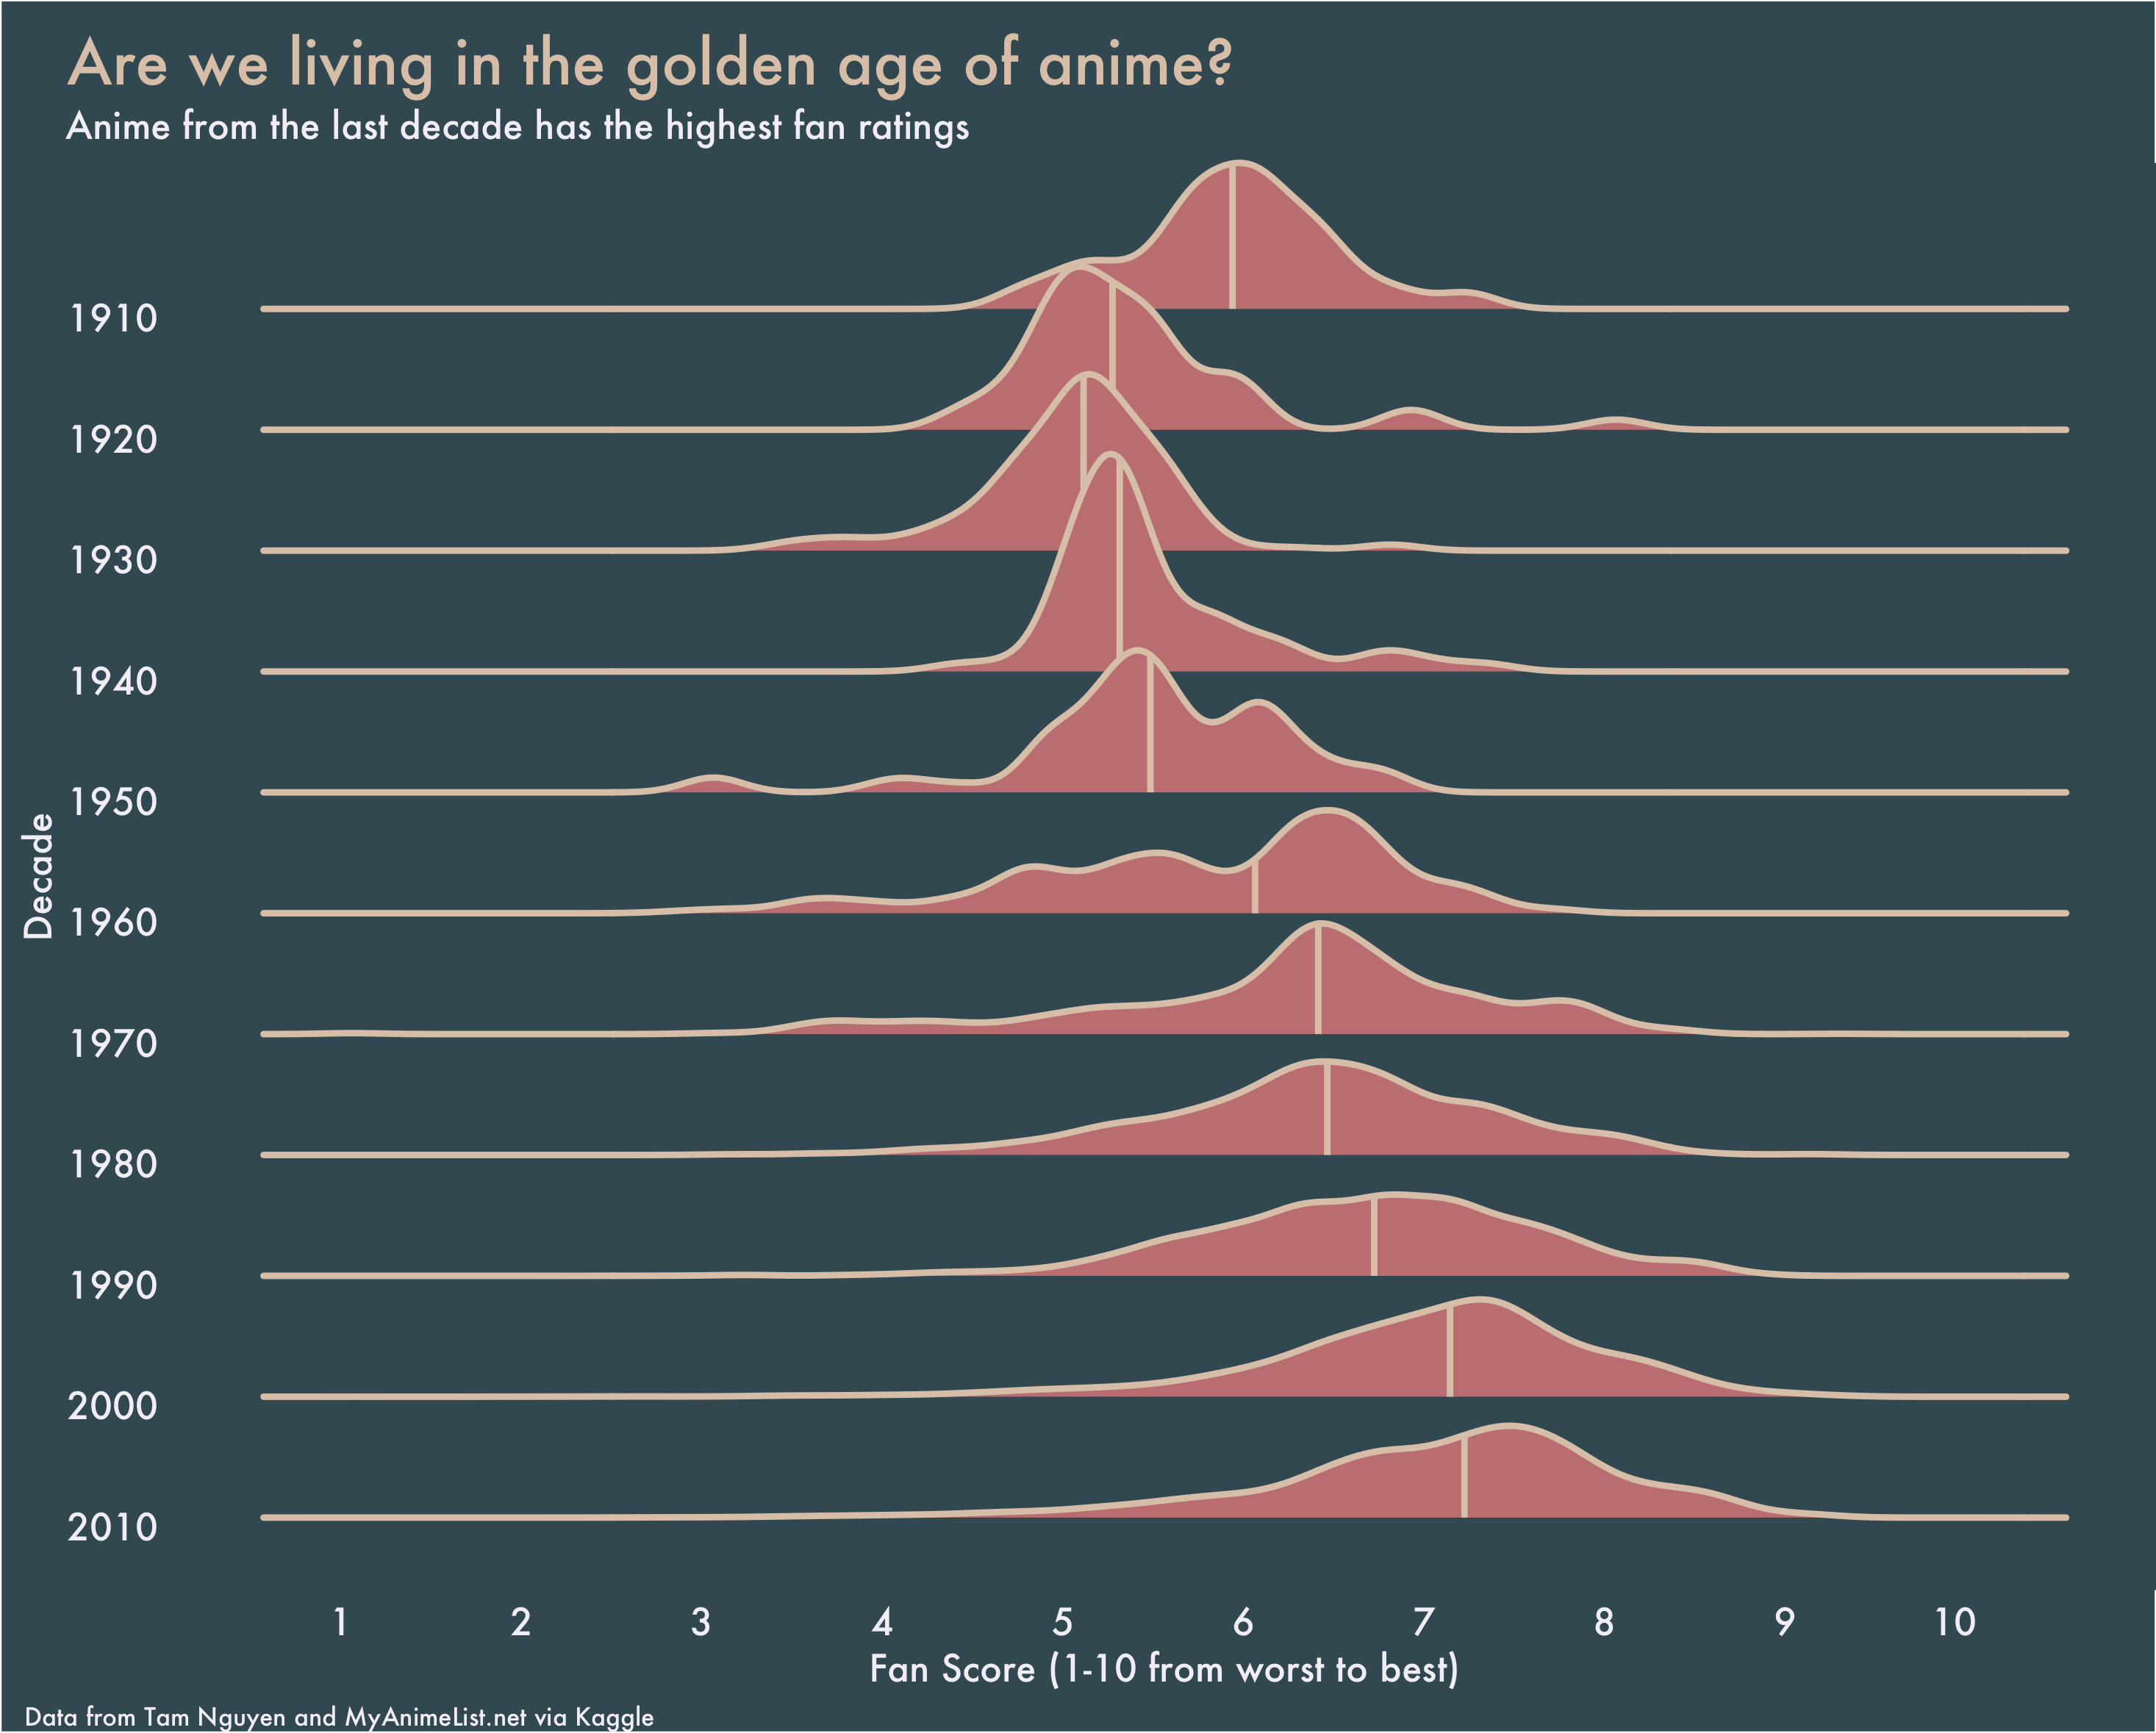 Are we living in the golden age of anime?
Anime from the last decade has the highest fan ratings
1910
1920
1930
1940
1950
1960
1970
1980
1990
2000
2010
Decade
1 2 3 4 5 6 7 8 9 10
Fan Score (1-10 from worst to best)
Data from Tam Nguyen and MyAnimeList.net via Kaggle